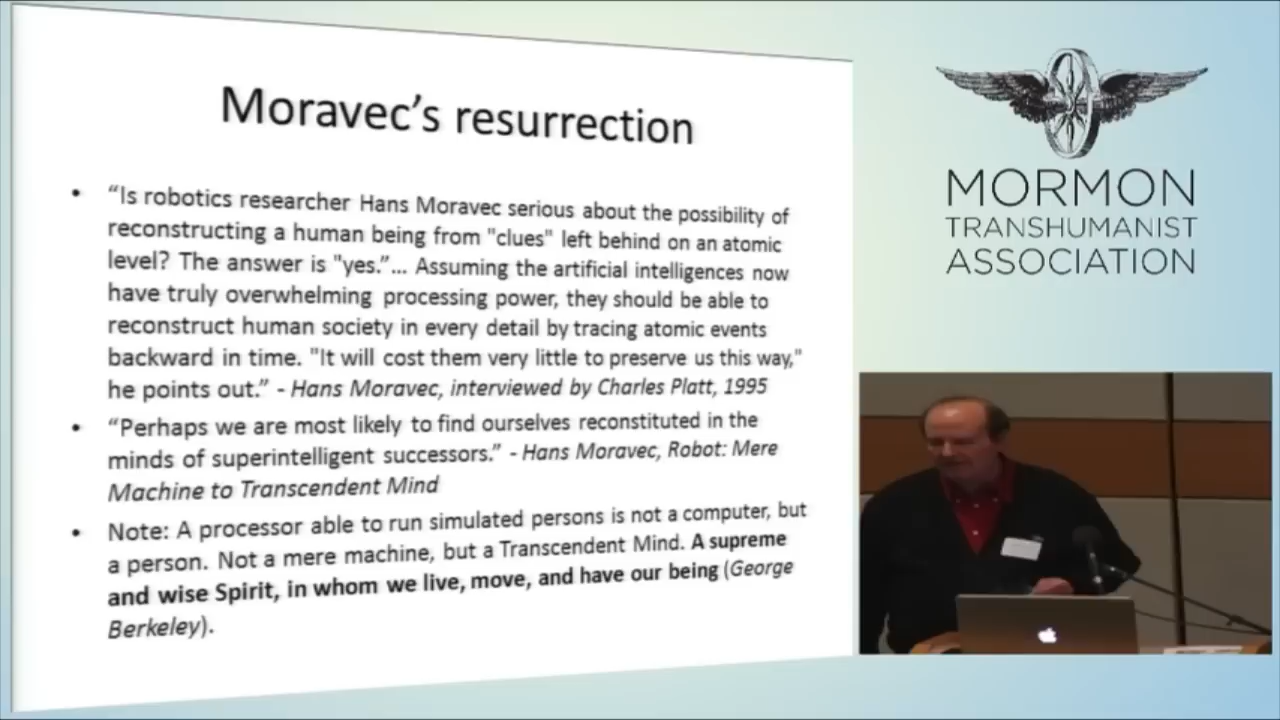 Moravec's resurrection
• “Is robotics researcher Hans Moravec serious about the possibility of
reconstructing a human being from "clues" left behind on an atomic
level? The answer is "yes.”... Assuming the artificial intelligences now
have truly overwhelming processing power, they should be able to
reconstruct human society in every detail by tracing atomic events
backward in time. "It will cost them very little to preserve us this way,"
he points out.” - Hans Moravec, interviewed by Charles Platt, 1995
• “Perhaps we are most likely to find ourselves reconstituted in the
minds of superintelligent successors.” - Hans Moravec, Robot: Mere
Machine to Transcendent Mind
• Note: A processor able to run simulated persons is not a computer, but
a person. Not a mere machine, but a Transcendent Mind. A supreme
and wise Spirit, in whom we live, move, and have our being (George
Berkeley).
MORMON
TRANSHUMANIST
ASSOCIATION